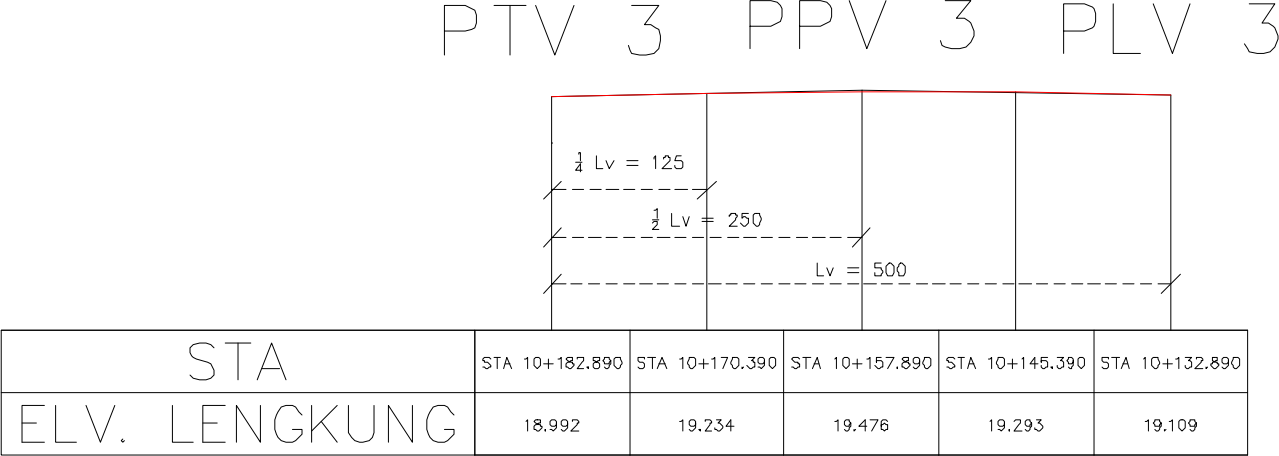 PTV 3 PPV 3 PLV 3
1/4 Lv = 125
1/2 Lv = 250
Lv = 500
STA STA 10+182.890 STA 10+170.390 STA 10+157.890 STA 10+145.390 STA 10+132.890
ELV. LENGKUNG 18.992 19.234 19.476 19.293 19.109